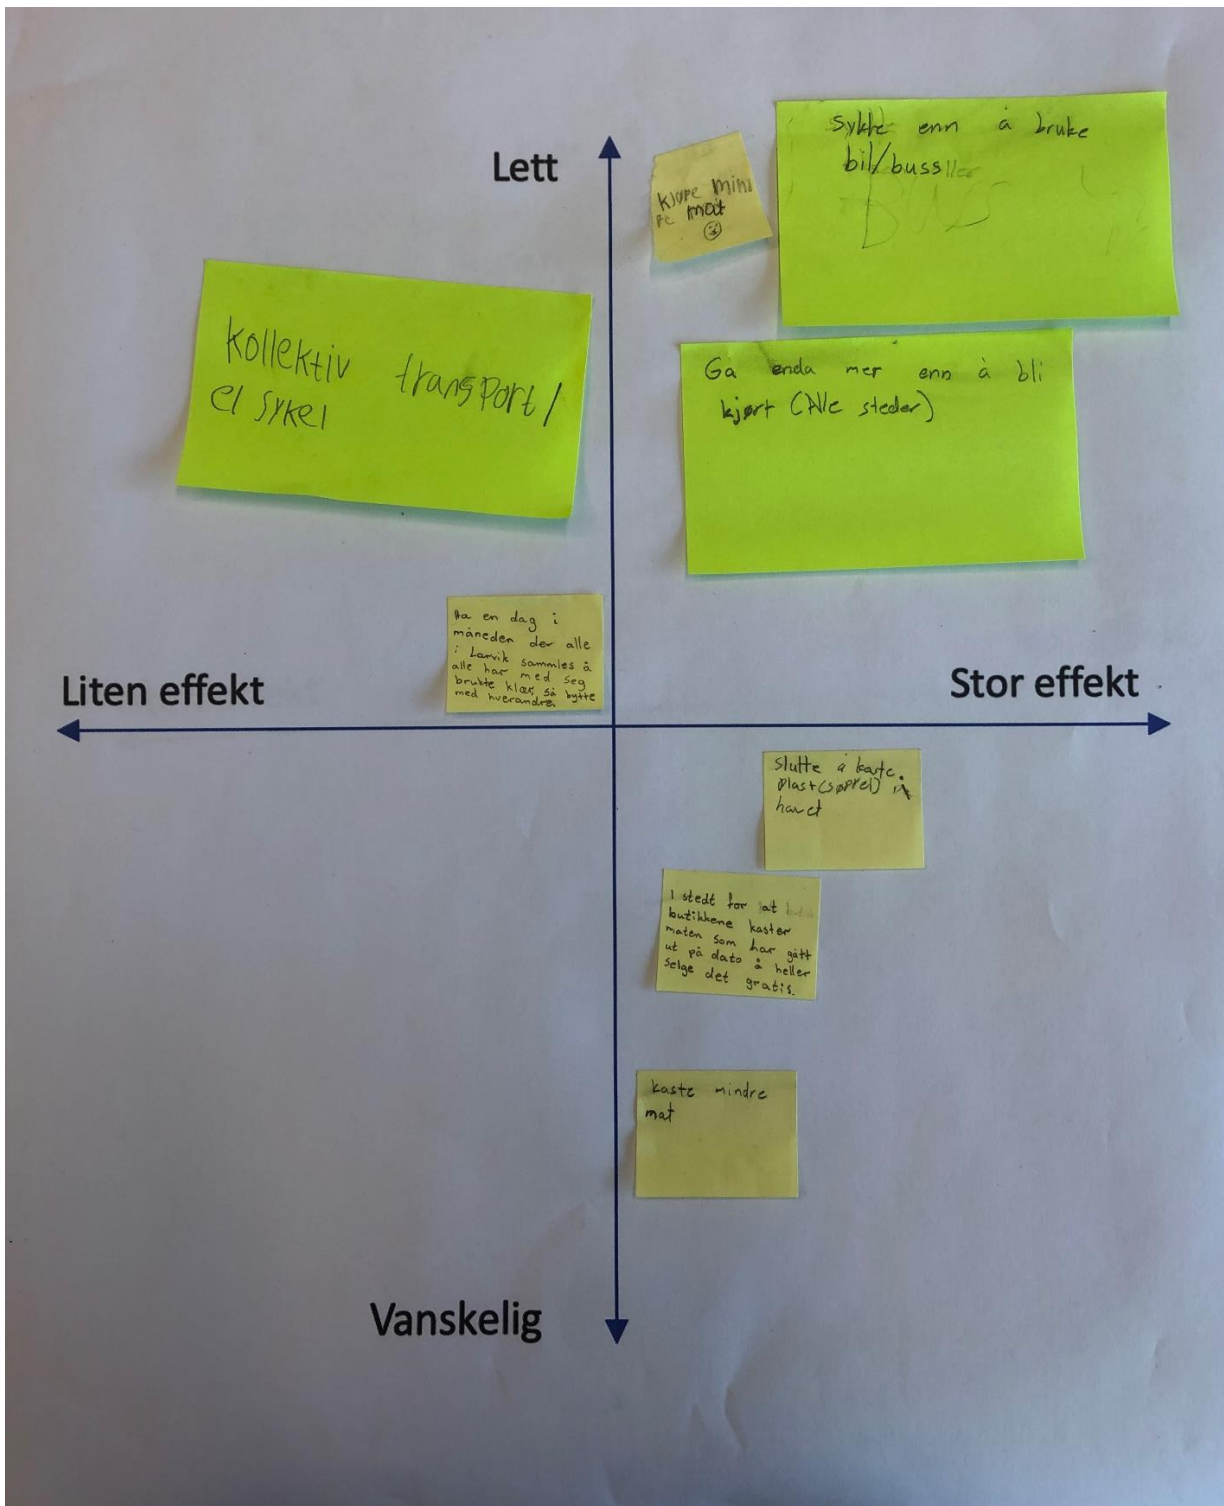 Lett
kjøpe mind
re mat
sykle enn å bruke
bil/buss
BUS
kollektiv transport/
el sykel
Gå enda mer enn å bli
kjørt (Alle steder)
Ha en dag i
måneden der alle
i Larvik sammles å
alle har med seg
brukte klær, så bytte
med hverandre.
Liten effekt
Stor effekt
slutte å kaste
plast(søppel) i
havet
I stedt for at
butikkene kaster
maten som har gått
ut på dato å heller
selge det gratis.
kaste mindre
mat
Vanskelig